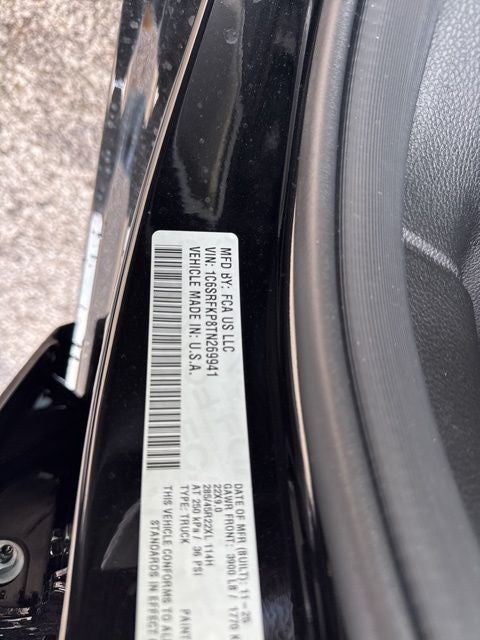 MFD BY: FCA US LLC
VIN: 1C6SRFKP8TN269941
VEHICLE MADE IN: U.S.A.
DATE OF MFR (BUILT): 11 - 25
GAWR FRONT: 3900 LB / 1770 K
22X9.0
285/45R22XL 114H
AT 250 kPa / 36 PSI
TYPE: TRUCK
PAINT
THIS VEHICLE CONFORMS TO AL
STANDARDS IN EFFECT